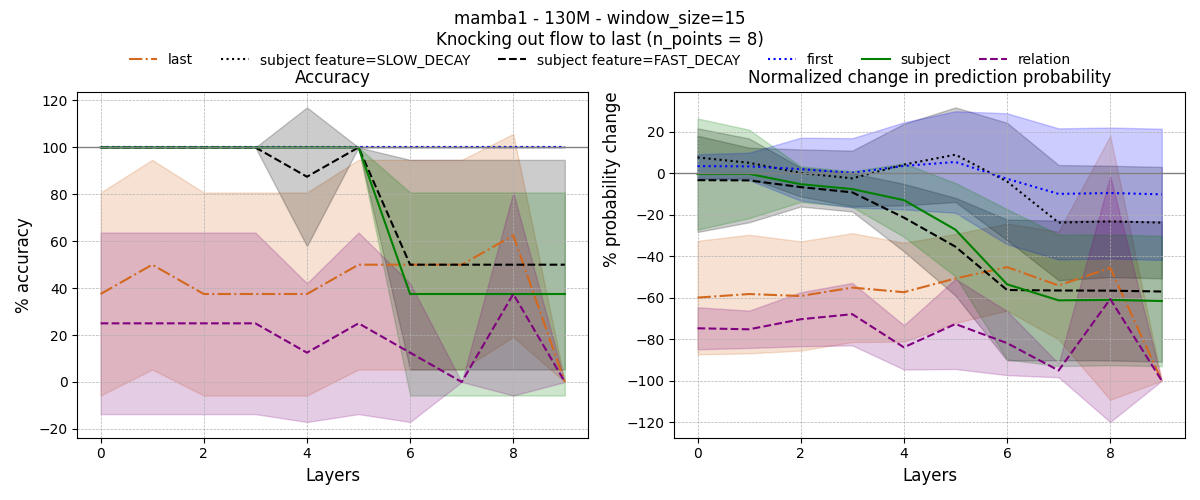 mamba1 - 130M - window_size=15
Knocking out flow to last (n_points = 8)
last
subject feature=SLOW_DECAY
subject feature=FAST_DECAY
first
subject
relation
Accuracy
% accuracy
120
100
80
60
40
20
0
−20
0
2
4
6
8
Layers
Normalized change in prediction probability
% probability change
20
0
−20
−40
−60
−80
−100
−120
0
2
4
6
8
Layers